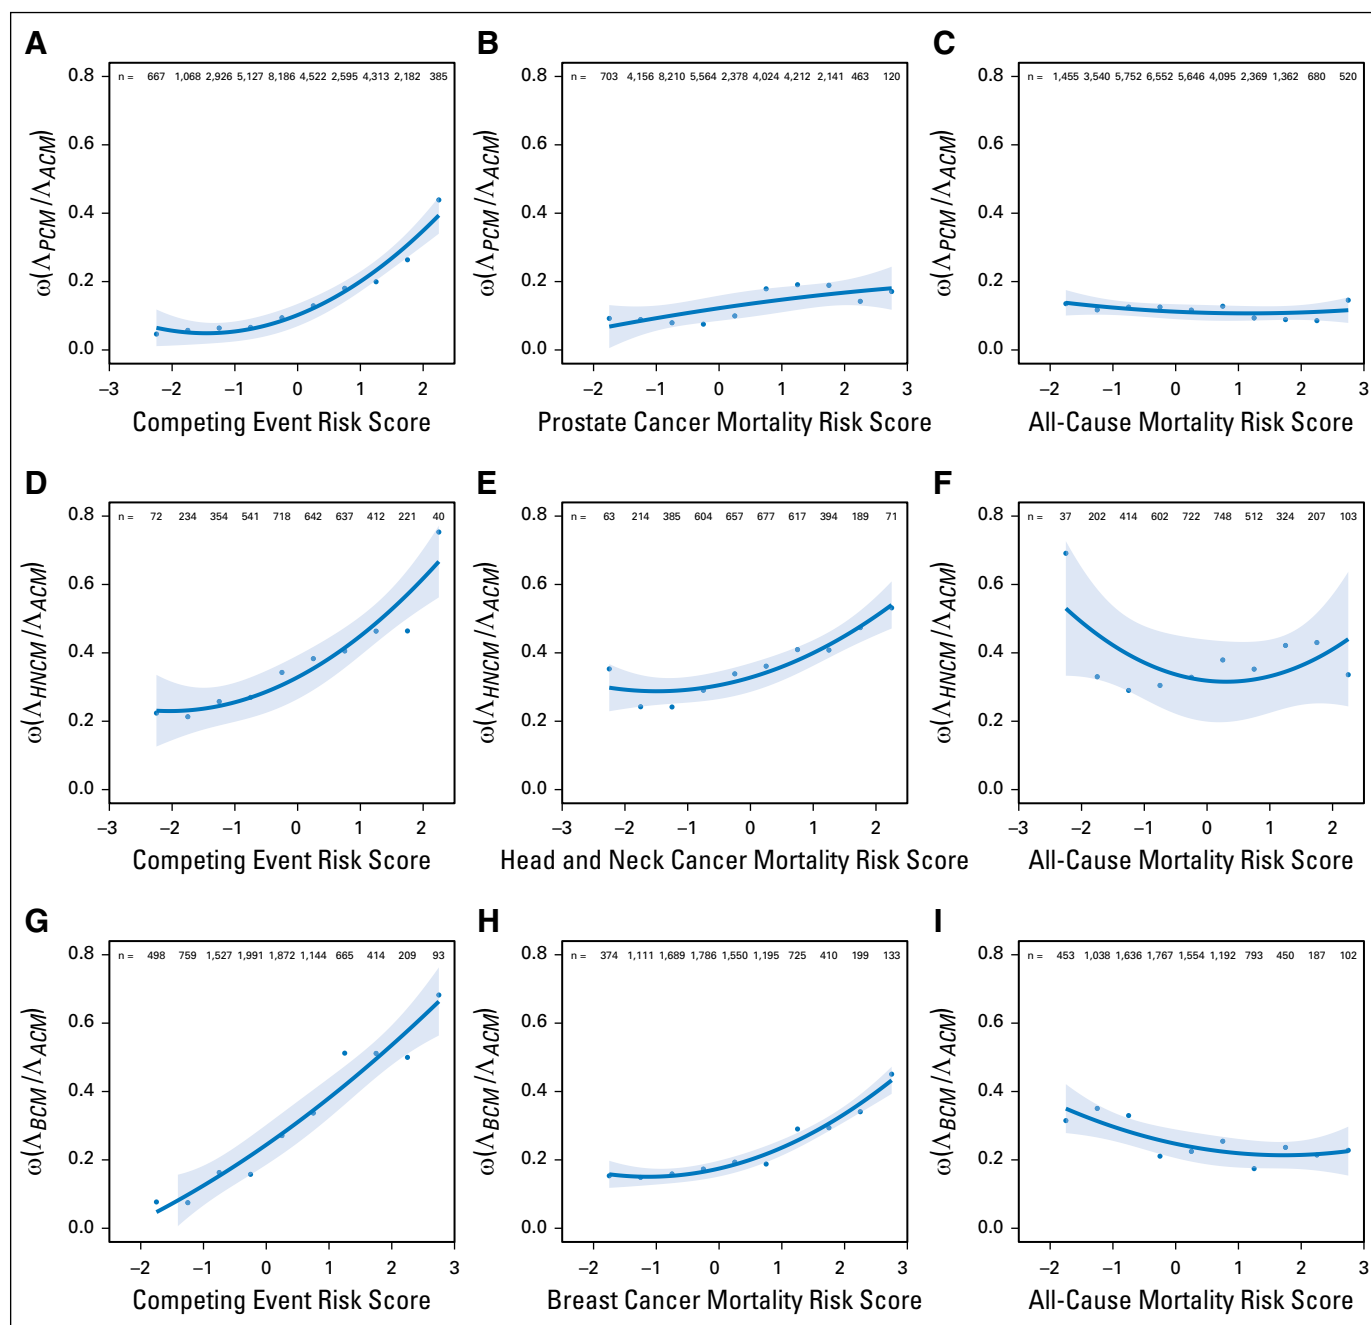 A
n = 667 1,068 2,926 5,127 8,186 4,522 2,595 4,313 2,182 385
0.8
0.6
0.4
0.2
0.0
ω(Λ_PCM/Λ_ACM)
−3 −2 −1 0 1 2
Competing Event Risk Score
B
n = 703 4,156 8,210 5,564 2,378 4,024 4,212 2,141 463 120
0.8
0.6
0.4
0.2
0.0
ω(Λ_PCM/Λ_ACM)
−2 −1 0 1 2 3
Prostate Cancer Mortality Risk Score
C
n = 1,455 3,540 5,752 6,552 5,646 4,095 2,369 1,362 680 520
0.8
0.6
0.4
0.2
0.0
ω(Λ_PCM/Λ_ACM)
−2 −1 0 1 2 3
All-Cause Mortality Risk Score
D
n = 72 234 354 541 718 642 637 412 221 40
0.8
0.6
0.4
0.2
0.0
ω(Λ_HNCM/Λ_ACM)
−3 −2 −1 0 1 2
Competing Event Risk Score
E
n = 63 214 385 604 657 677 617 394 189 71
0.8
0.6
0.4
0.2
0.0
ω(Λ_HNCM/Λ_ACM)
−3 −2 −1 0 1 2
Head and Neck Cancer Mortality Risk Score
F
n = 37 202 414 602 722 748 512 324 207 103
0.8
0.6
0.4
0.2
0.0
ω(Λ_HNCM/Λ_ACM)
−3 −2 −1 0 1 2
All-Cause Mortality Risk Score
G
n = 498 759 1,527 1,991 1,872 1,144 665 414 209 93
0.8
0.6
0.4
0.2
0.0
ω(Λ_BCM/Λ_ACM)
−2 −1 0 1 2 3
Competing Event Risk Score
H
n = 374 1,111 1,689 1,786 1,550 1,195 725 410 199 133
0.8
0.6
0.4
0.2
0.0
ω(Λ_BCM/Λ_ACM)
−2 −1 0 1 2 3
Breast Cancer Mortality Risk Score
I
n = 453 1,038 1,636 1,767 1,554 1,192 793 450 187 102
0.8
0.6
0.4
0.2
0.0
ω(Λ_BCM/Λ_ACM)
−2 −1 0 1 2 3
All-Cause Mortality Risk Score